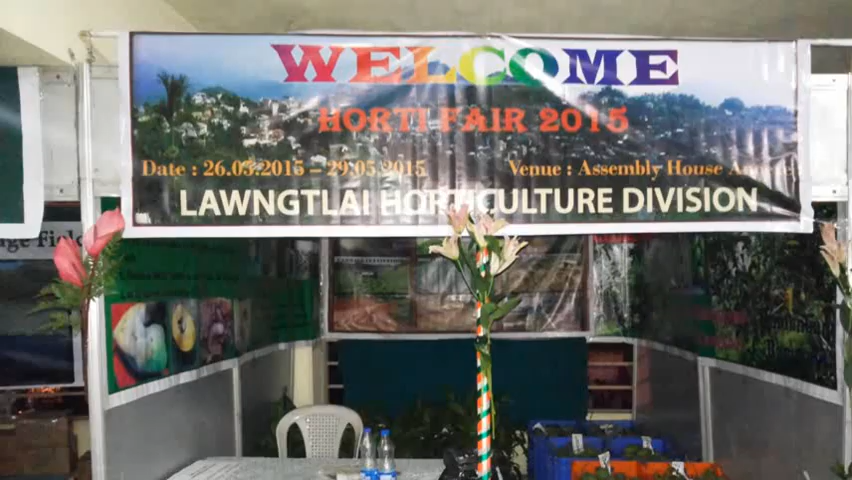 WELCOME
HORTI FAIR 2015
Date : 26.05.2015 – 29.05.2015
Venue : Assembly House
LAWNGTLAI HORTICULTURE DIVISION